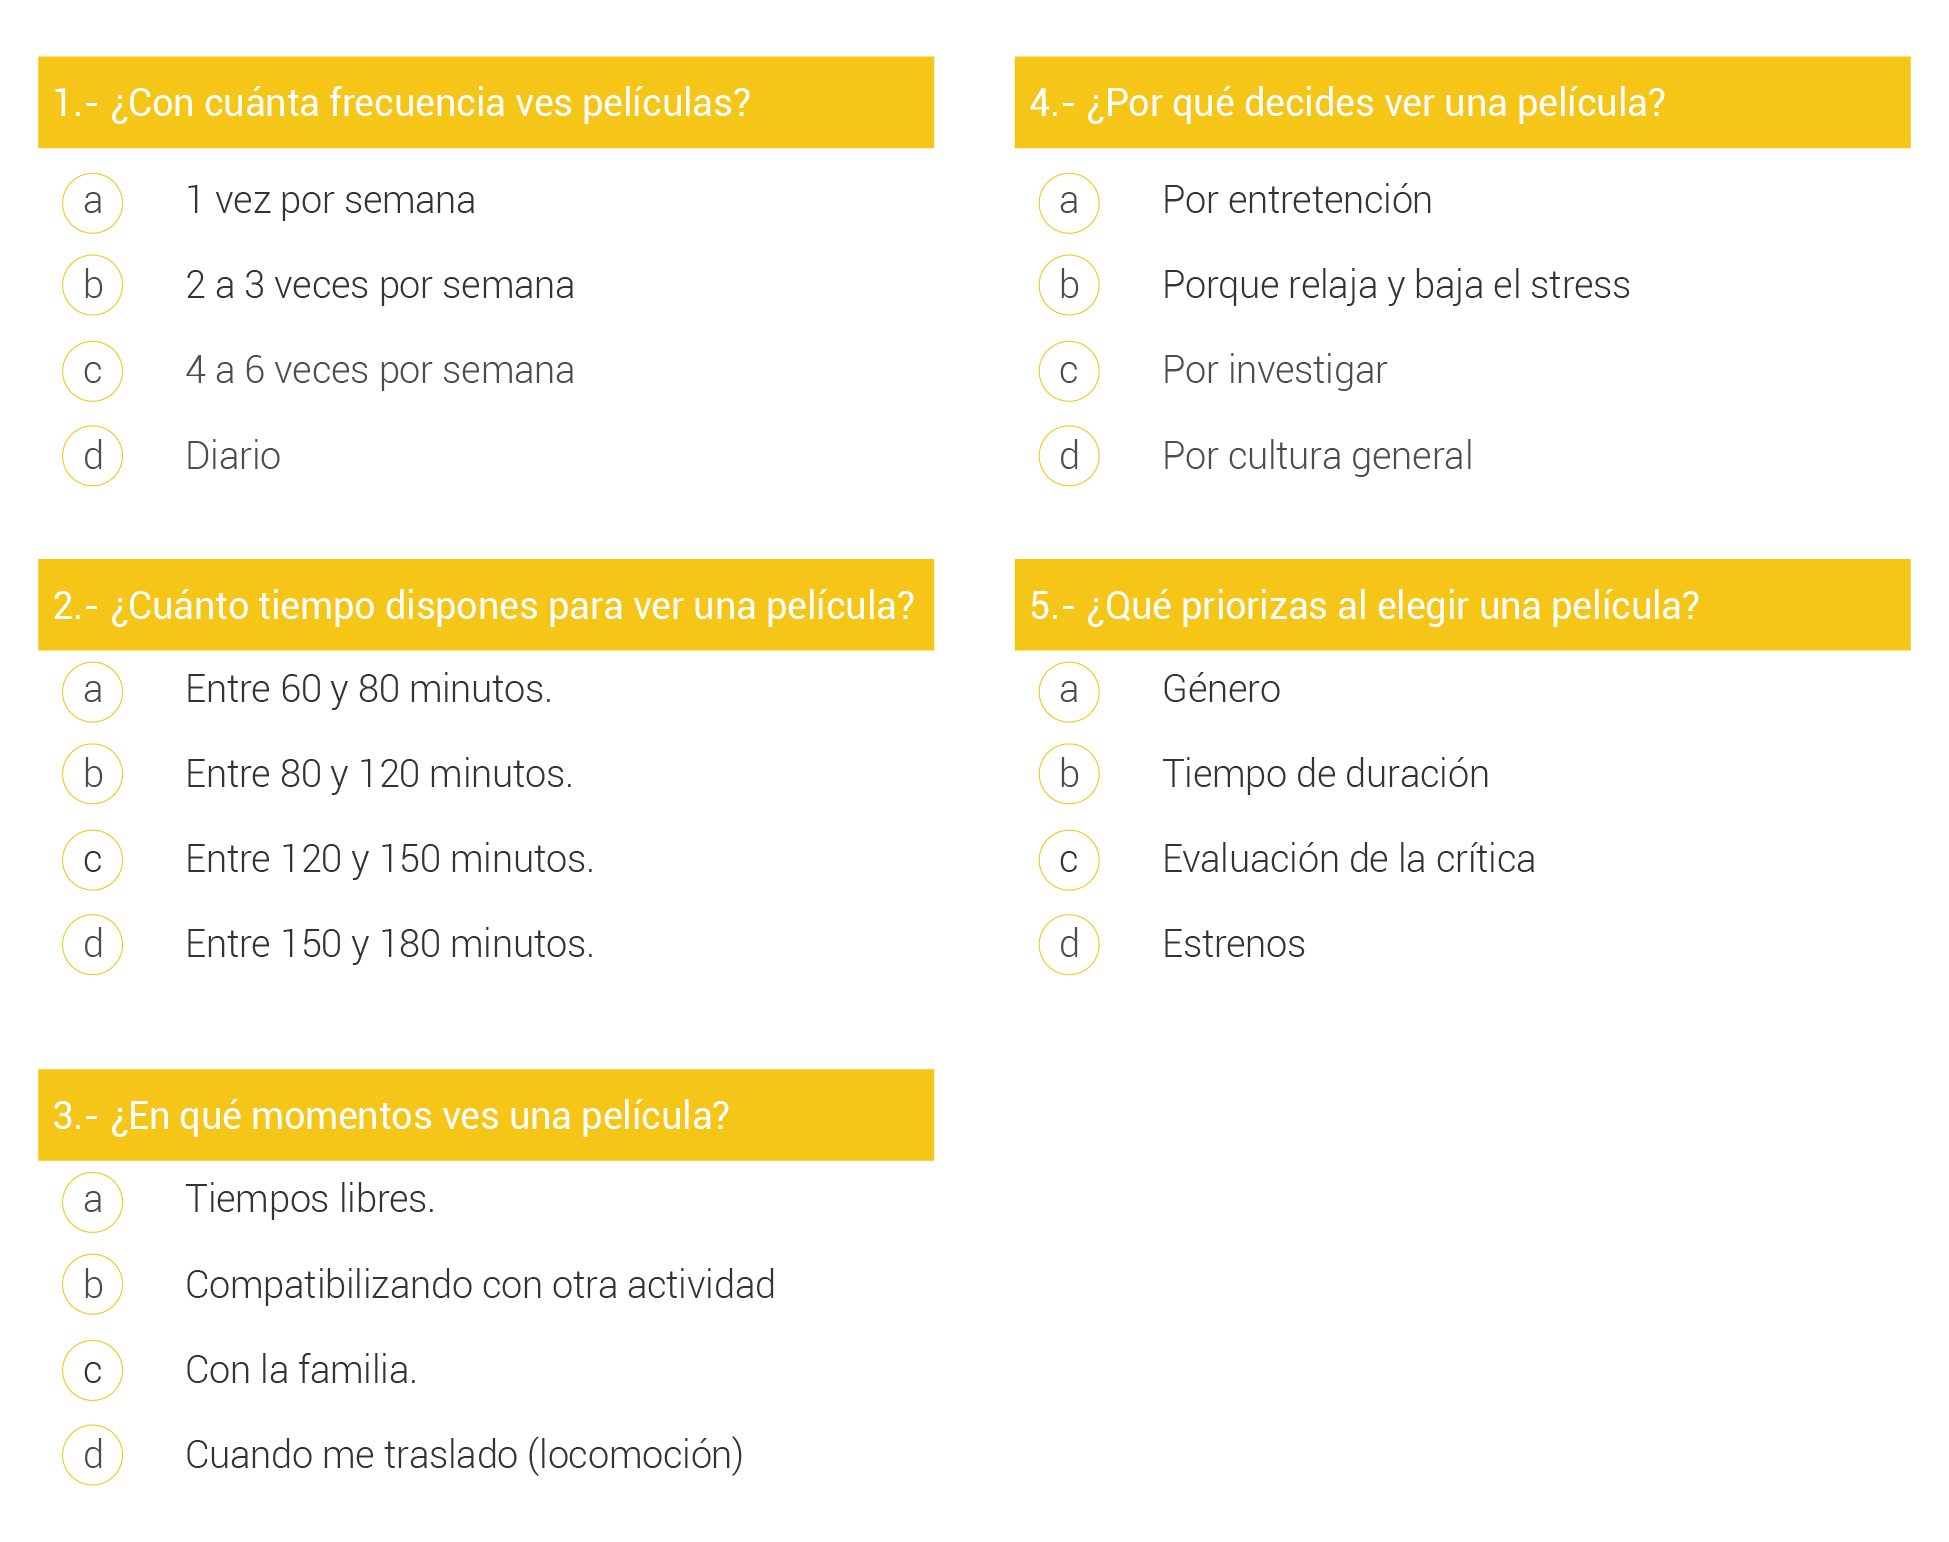 1.- ¿Con cuánta frecuencia ves películas?
a 1 vez por semana
b 2 a 3 veces por semana
c 4 a 6 veces por semana
d Diario
2.- ¿Cuánto tiempo dispones para ver una película?
a Entre 60 y 80 minutos.
b Entre 80 y 120 minutos.
c Entre 120 y 150 minutos.
d Entre 150 y 180 minutos.
3.- ¿En qué momentos ves una película?
a Tiempos libres.
b Compatibilizando con otra actividad
c Con la familia.
d Cuando me traslado (locomoción)
4.- ¿Por qué decides ver una película?
a Por entretención
b Porque relaja y baja el stress
c Por investigar
d Por cultura general
5.- ¿Qué priorizas al elegir una película?
a Género
b Tiempo de duración
c Evaluación de la crítica
d Estrenos